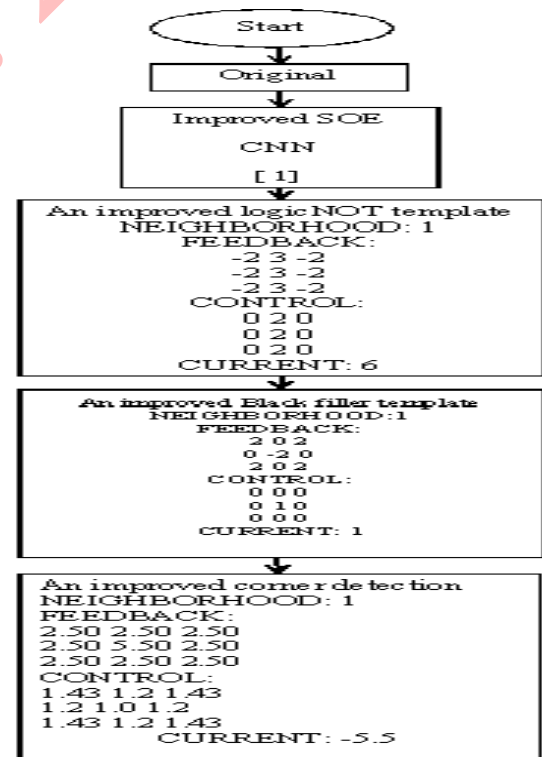 Start
Original
Improved SOE
CNN
[ 1]
An improved logic NOT template
NEIGHBORHOOD: 1
FEEDBACK:
-2 3 -2
-2 3 -2
-2 3 -2
CONTROL:
0 2 0
0 2 0
0 2 0
CURRENT: 6
An improved Black filler template
NEIGHBORHOOD:1
FEEDBACK:
2 0 2
0 -2 0
2 0 2
CONTROL:
0 0 0
0 1 0
0 0 0
CURRENT: 1
An improved corner detection
NEIGHBORHOOD: 1
FEEDBACK:
2.50 2.50 2.50
2.50 5.50 2.50
2.50 2.50 2.50
CONTROL:
1.43 1.2 1.43
1.2 1.0 1.2
1.43 1.2 1.43
CURRENT: -5.5